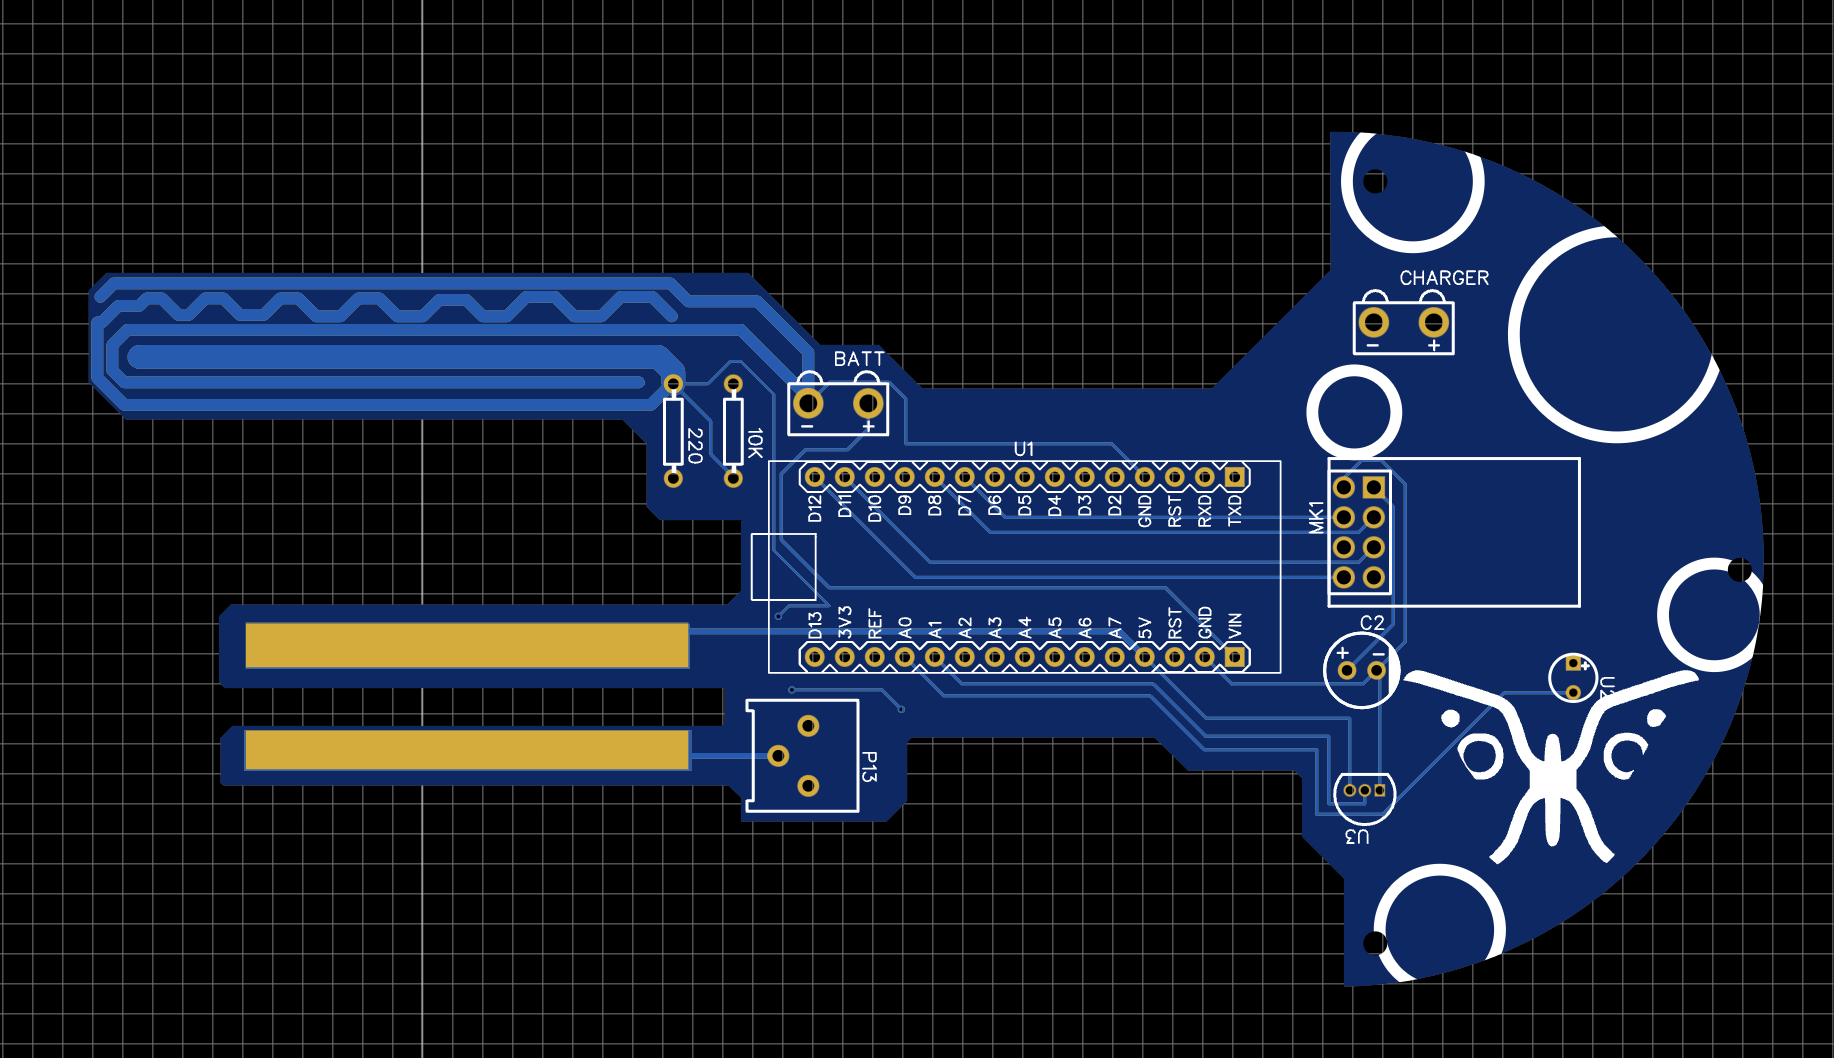 CHARGER
- +
BATT
- +
220
10K
U1
D12 D11 D10 D9 D8 D7 D6 D5 D4 D3 D2 GND RST RXD TXD
MK1
D13 3V3 REF A0 A1 A2 A3 A4 A5 A6 A7 5V RST GND VIN
C2
+ -
+
U2
P13
U3